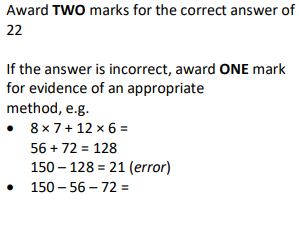 Award TWO marks for the correct answer of
22
If the answer is incorrect, award ONE mark
for evidence of an appropriate
method, e.g.
• 8 × 7 + 12 × 6 =
56 + 72 = 128
150 – 128 = 21 (error)
• 150 – 56 – 72 =